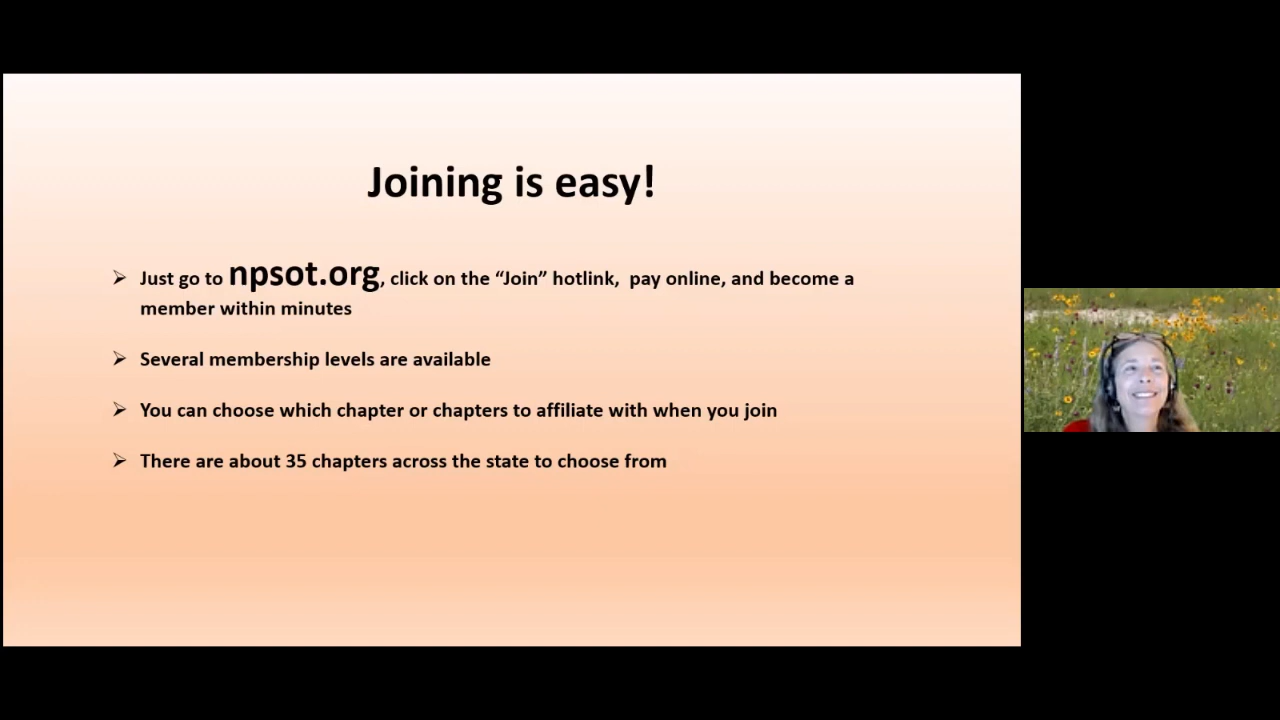 Joining is easy!
➢ Just go to npsot.org, click on the “Join” hotlink,  pay online, and become a
member within minutes
➢ Several membership levels are available
➢ You can choose which chapter or chapters to affiliate with when you join
➢ There are about 35 chapters across the state to choose from